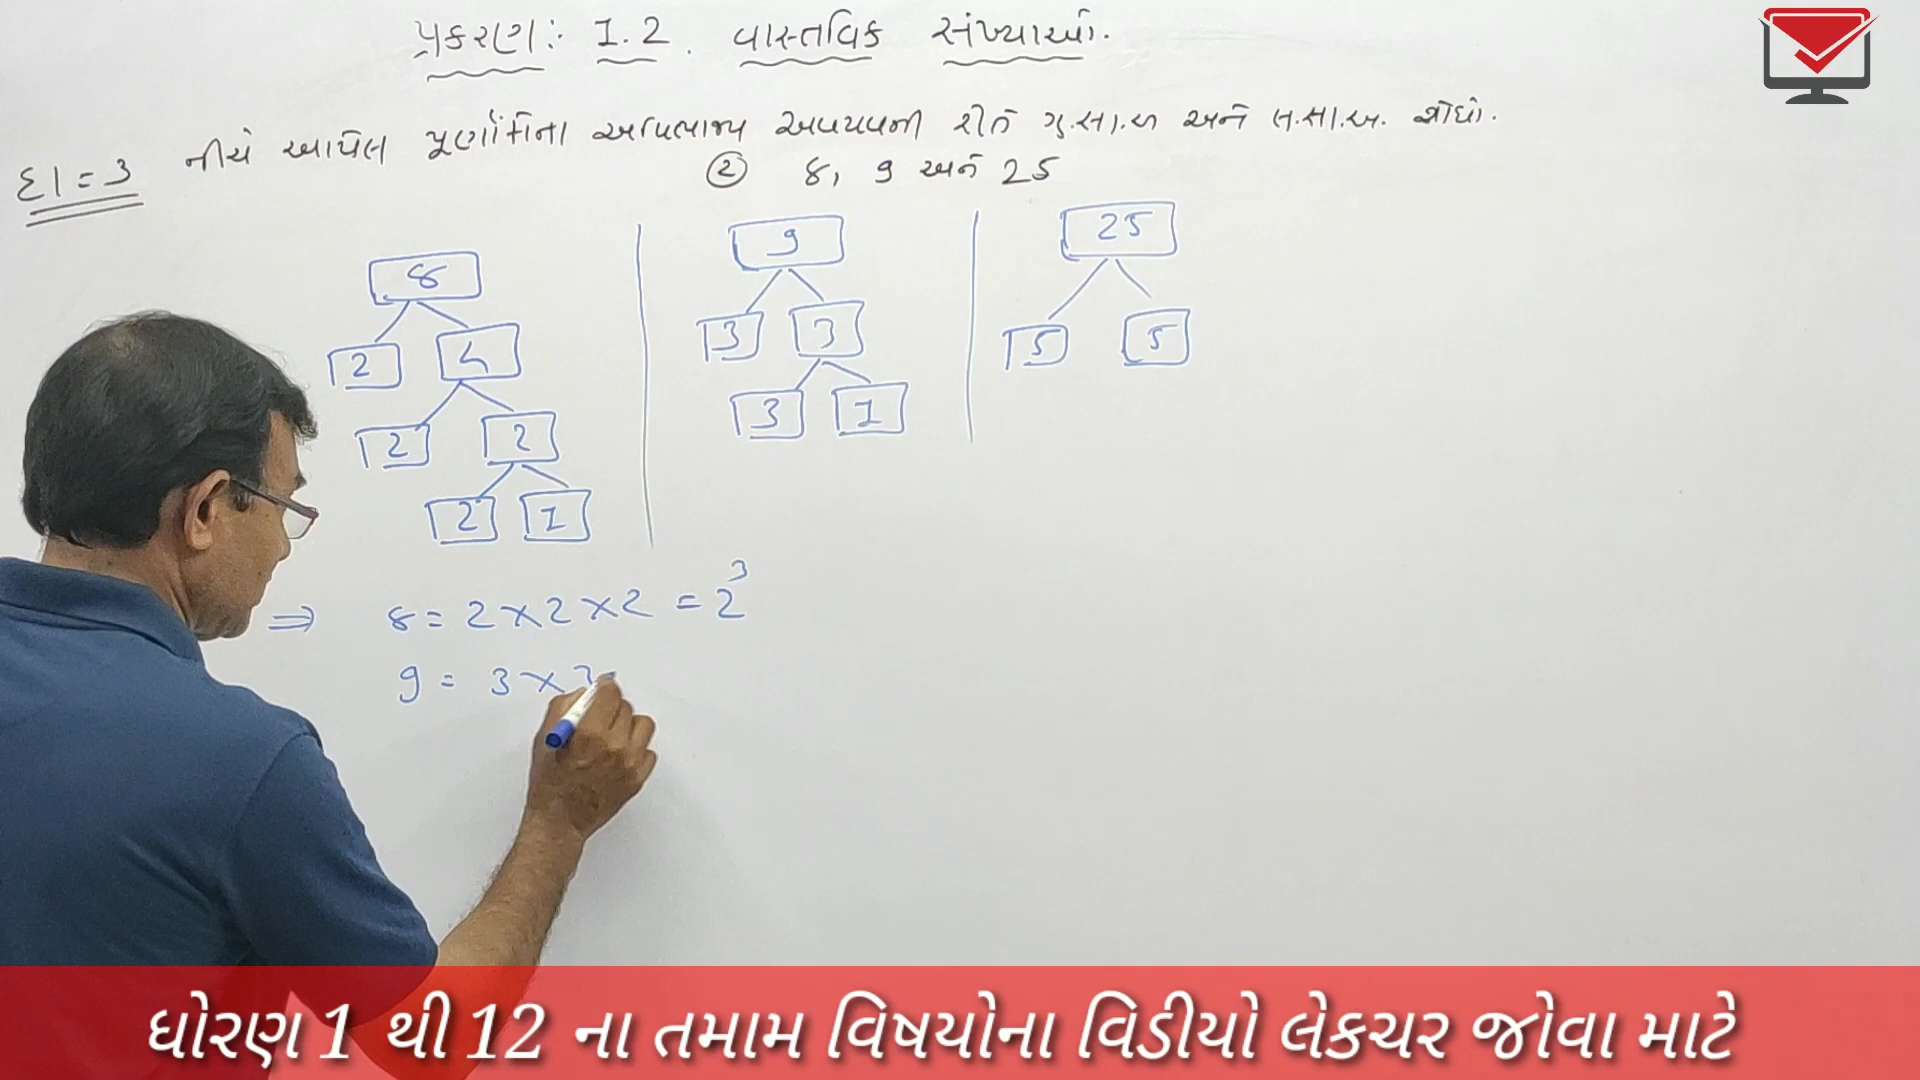 પ્રકરણ: 1.2. વાસ્તવિક સંખ્યાઓ.
દા=3 નીચે આપેલ પૂર્ણાંકોના અવિભાજ્ય અવયવની રીતે ગુ.સા.અ અને લ.સા.અ. શોધો.
② 8, 9 અને 25
8 9 25
2 4 3 3 5 5
2 2 3 1
2 1
⇒ 8 = 2×2×2 = 2³
9 = 3×3
ધોરણ 1 થી 12 ના તમામ વિષયોના વિડીયો લેકચર જોવા માટે